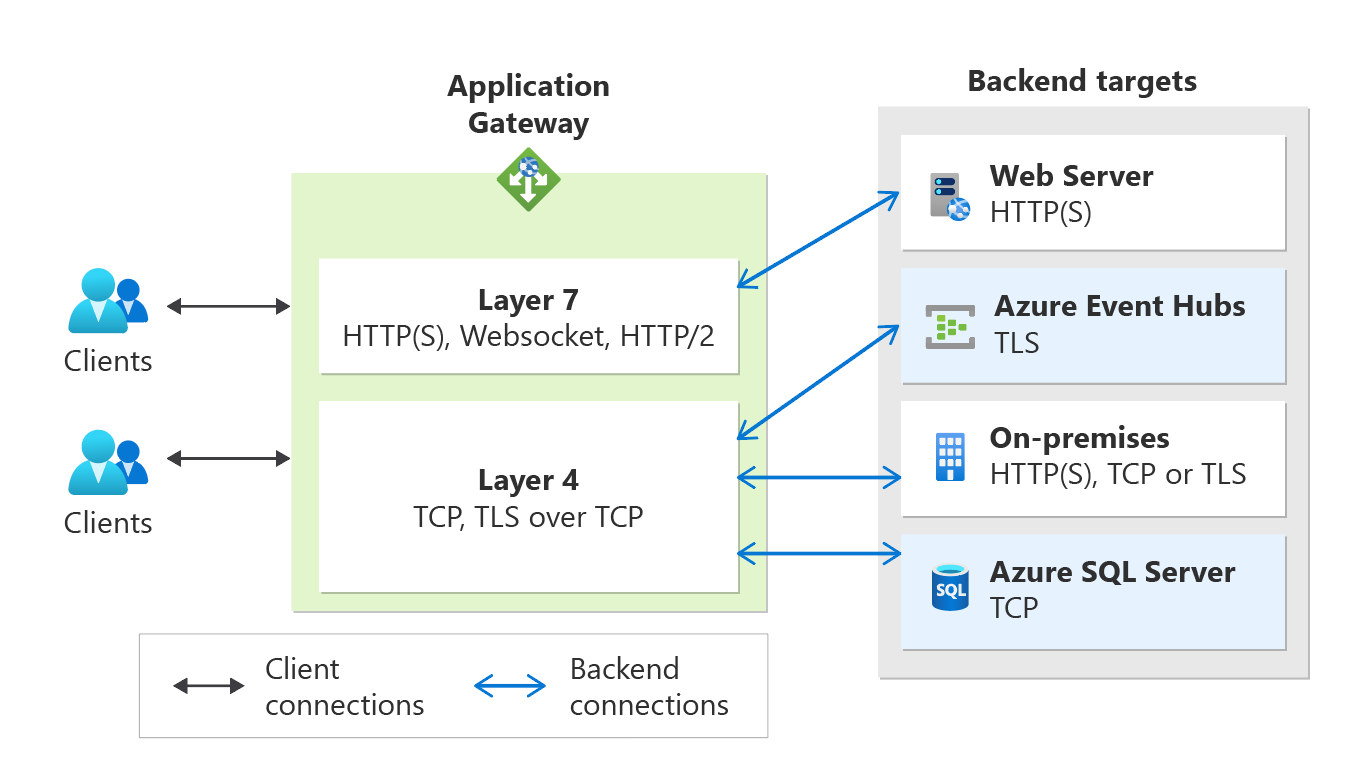 Application
Gateway
Layer 7
HTTP(S), Websocket, HTTP/2
Layer 4
TCP, TLS over TCP
Clients
Clients
Backend targets
Web Server
HTTP(S)
Azure Event Hubs
TLS
On-premises
HTTP(S), TCP or TLS
SQL
Azure SQL Server
TCP
Client
connections
Backend
connections